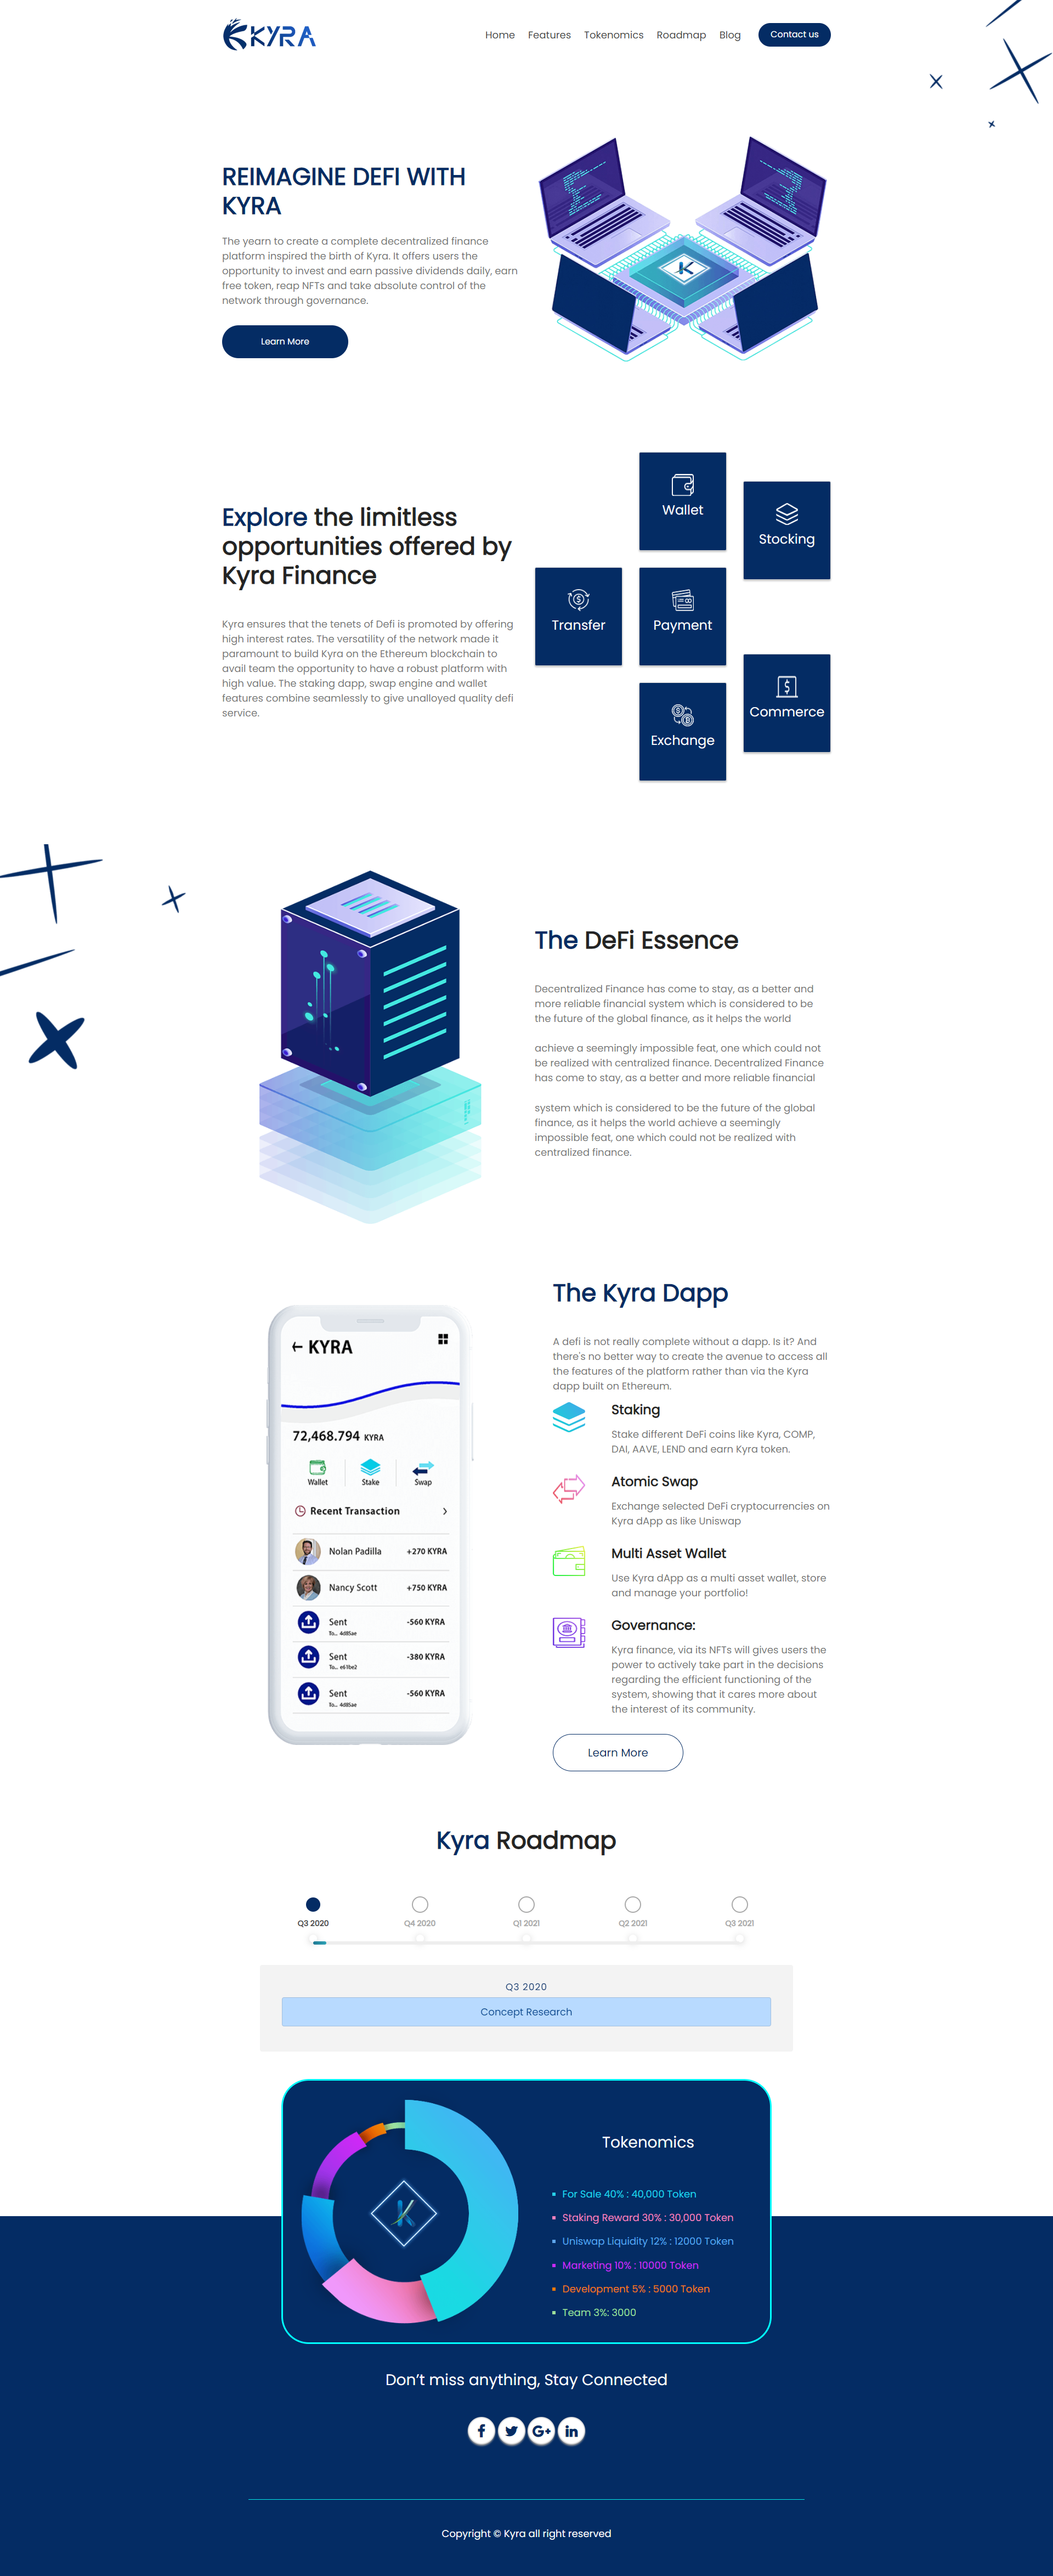 KYRA
Home Features Tokenomics Roadmap Blog Contact us
REIMAGINE DEFI WITH
KYRA
The yearn to create a complete decentralized finance
platform inspired the birth of Kyra. It offers users the
opportunity to invest and earn passive dividends daily, earn
free token, reap NFTs and take absolute control of the
network through governance.
Learn More
K
Explore the limitless
opportunities offered by
Kyra Finance
Kyra ensures that the tenets of Defi is promoted by offering
high interest rates. The versatility of the network made it
paramount to build Kyra on the Ethereum blockchain to
avail team the opportunity to have a robust platform with
high value. The staking dapp, swap engine and wallet
features combine seamlessly to give unalloyed quality defi
service.
Wallet
Stocking
Transfer
Payment
Commerce
Exchange
The DeFi Essence
Decentralized Finance has come to stay, as a better and
more reliable financial system which is considered to be
the future of the global finance, as it helps the world
achieve a seemingly impossible feat, one which could not
be realized with centralized finance. Decentralized Finance
has come to stay, as a better and more reliable financial
system which is considered to be the future of the global
finance, as it helps the world achieve a seemingly
impossible feat, one which could not be realized with
centralized finance.
KYRA
72,468.794 KYRA
Wallet Stake Swap
Recent Transaction
Nolan Padilla +270 KYRA
Nancy Scott +750 KYRA
Sent -560 KYRA
To... 4d85ae
Sent -380 KYRA
To... e61be2
Sent -560 KYRA
To... 4d85ae
The Kyra Dapp
A defi is not really complete without a dapp. Is it? And
there's no better way to create the avenue to access all
the features of the platform rather than via the Kyra
dapp built on Ethereum.
Staking
Stake different DeFi coins like Kyra, COMP,
DAI, AAVE, LEND and earn Kyra token.
Atomic Swap
Exchange selected DeFi cryptocurrencies on
Kyra dApp as like Uniswap
Multi Asset Wallet
Use Kyra dApp as a multi asset wallet, store
and manage your portfolio!
Governance:
Kyra finance, via its NFTs will gives users the
power to actively take part in the decisions
regarding the efficient functioning of the
system, showing that it cares more about
the interest of its community.
Learn More
Kyra Roadmap
Q3 2020 Q4 2020 Q1 2021 Q2 2021 Q3 2021
Q3 2020
Concept Research
K
Tokenomics
For Sale 40% : 40,000 Token
Staking Reward 30% : 30,000 Token
Uniswap Liquidity 12% : 12000 Token
Marketing 10% : 10000 Token
Development 5% : 5000 Token
Team 3%: 3000
Don't miss anything, Stay Connected
f G+ in
Copyright © Kyra all right reserved